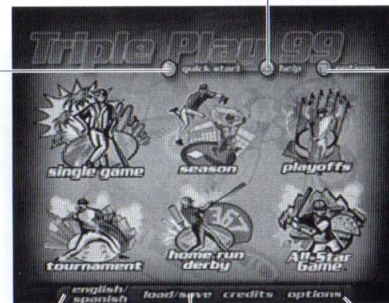 Triple Play 99
quick start help options
single game season playoffs
tournament home run derby All-Star Game
english/spanish load/save credits options